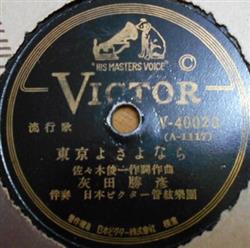 "HIS MASTERS VOICE" ©
VICTOR
流行歌 V-40020
(A-1117)
東京よさよなら
佐々木俊一作詞作曲
灰田勝彦
伴奏 日本ビクター管絃樂團